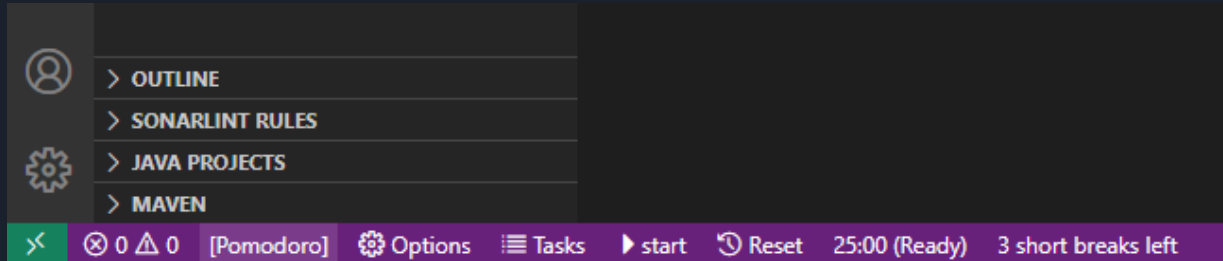 OUTLINE
SONARLINT RULES
JAVA PROJECTS
MAVEN
0 0 [Pomodoro] Options Tasks start Reset 25:00 (Ready) 3 short breaks left